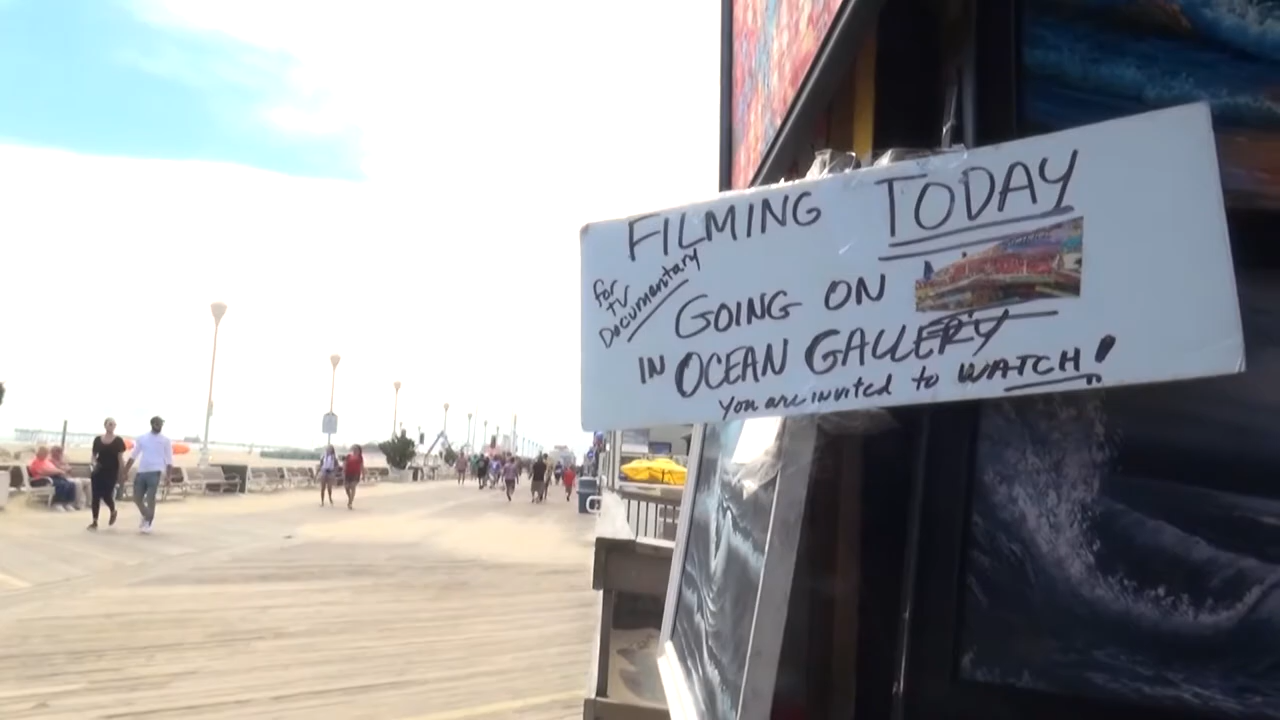 FILMING TODAY
for
TV
DOCUMENTARY
GOING ON
IN OCEAN GALLERY
You are invited to WATCH!